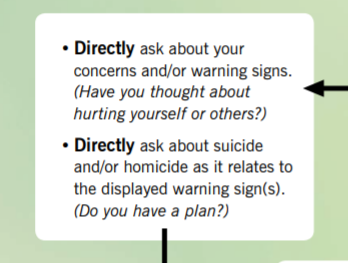 • Directly ask about your
concerns and/or warning signs.
(Have you thought about
hurting yourself or others?)
• Directly ask about suicide
and/or homicide as it relates to
the displayed warning sign(s).
(Do you have a plan?)